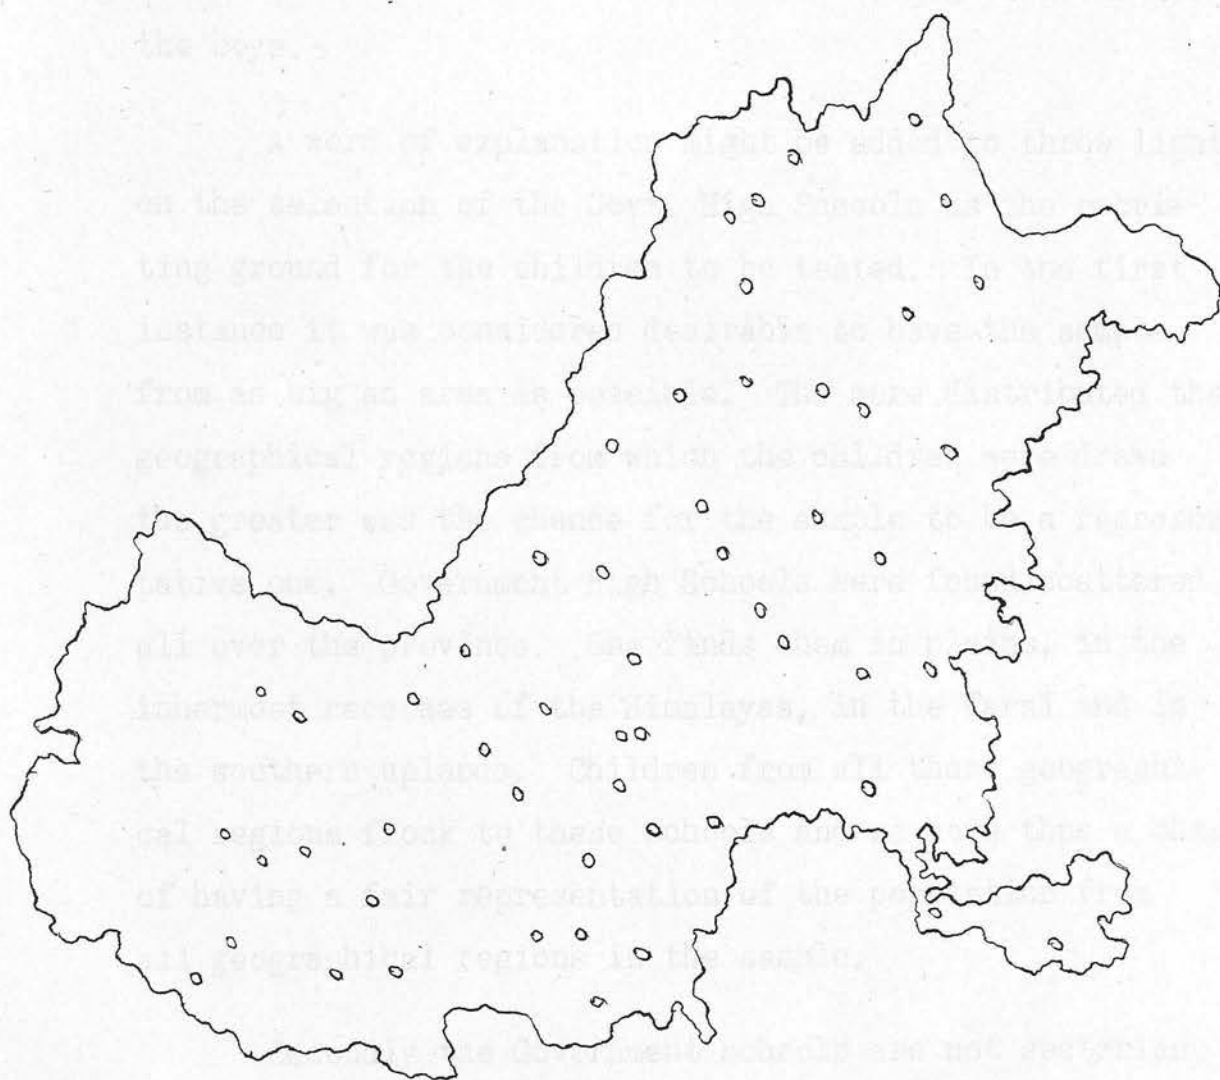 the boys.
A word of explanation might be added to throw light
on the selection of the Govt. High Schools as the
ting ground for the children to be tested. In the first
instance it was considered desirable to have the sample
from as big an area as possible. The more distributed the
geographical regions from which the children were drawn
the greater was the chance for the sample to be a represen
tative one. Government High Schools were found scattered
all over the province. One finds them in plains, in the
innermost recesses of the Himalayas, in the Tarai and in
the southern uplands. Children from all these geographi
cal regions flock to these schools and thus a
of having a fair representation of the population from
all geographical regions in the sample.
Secondly the Government schools are not sectarian